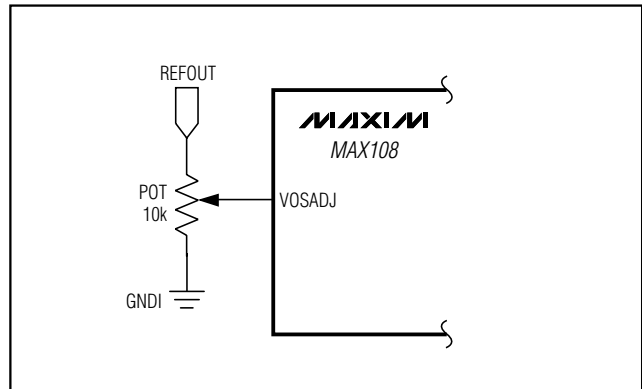 REFOUT
MAXIM
MAX108
POT
10k
VOSADJ
GNDI